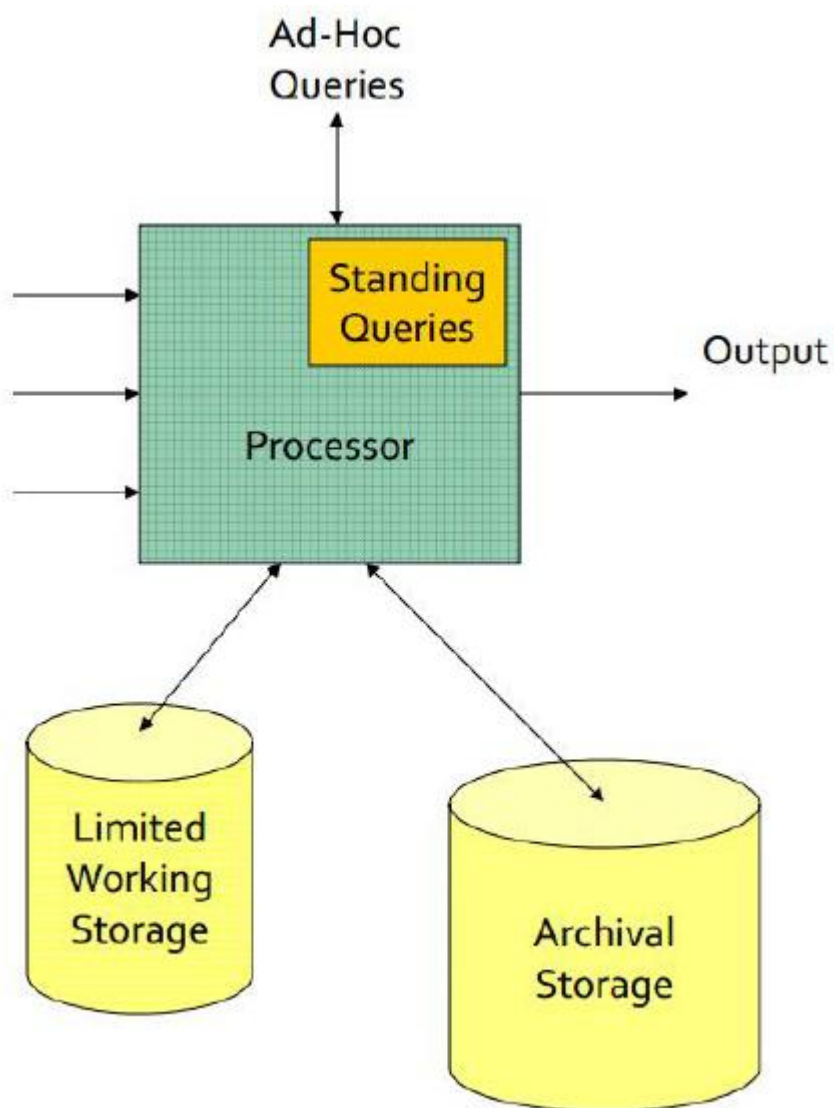 Ad-Hoc
Queries
Standing
Queries
Output
Processor
Limited
Working
Storage
Archival
Storage